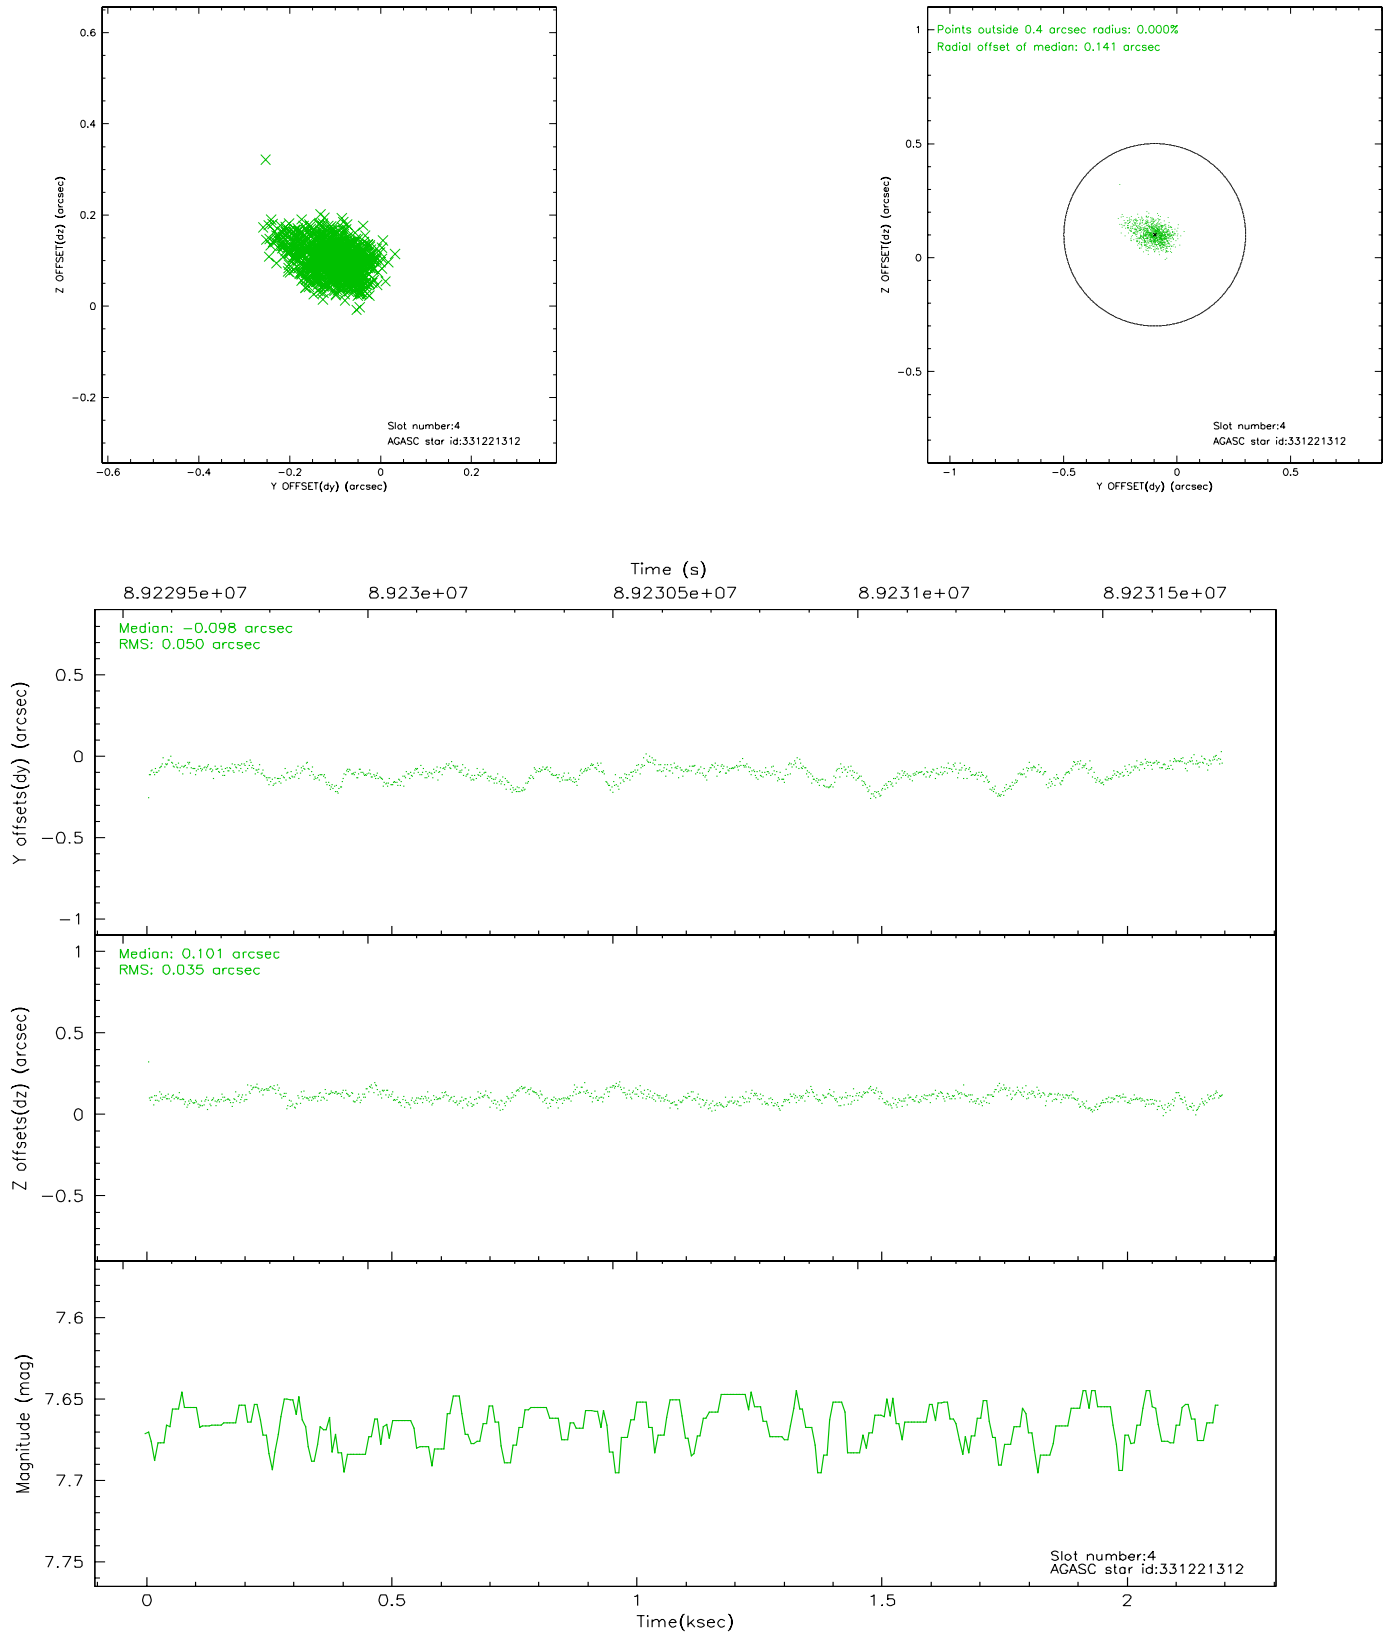 0.6
0.4
0.2
0
−0.2
Z OFFSET(dz) (arcsec)
Slot number:4
AGASC star id:331221312
−0.6 −0.4 −0.2 0 0.2
Y OFFSET(dy) (arcsec)
Points outside 0.4 arcsec radius: 0.000%
Radial offset of median: 0.141 arcsec
1
0.5
0
−0.5
Z OFFSET(dz) (arcsec)
Slot number:4
AGASC star id:331221312
−1 −0.5 0 0.5
Y OFFSET(dy) (arcsec)
Time (s)
8.92295e+07 8.923e+07 8.92305e+07 8.9231e+07 8.92315e+07
Median: −0.098 arcsec
RMS: 0.050 arcsec
0.5
0
−0.5
−1
Y offsets(dy) (arcsec)
Median: 0.101 arcsec
RMS: 0.035 arcsec
1
0.5
0
−0.5
Z offsets(dz) (arcsec)
7.6
7.65
7.7
7.75
Magnitude (mag)
Slot number:4
AGASC star id:331221312
0 0.5 1 1.5 2
Time(ksec)